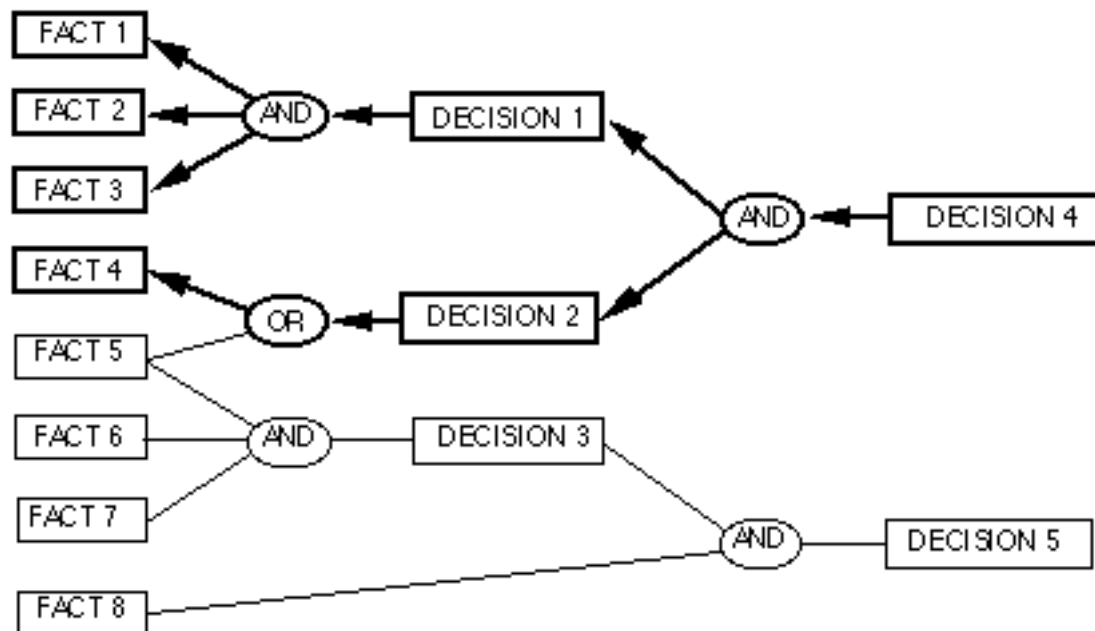 FACT 1
FACT 2
AND
DECISION 1
FACT 3
AND
DECISION 4
FACT 4
OR
DECISION 2
FACT 5
FACT 6
AND
DECISION 3
FACT 7
AND
DECISION 5
FACT 8